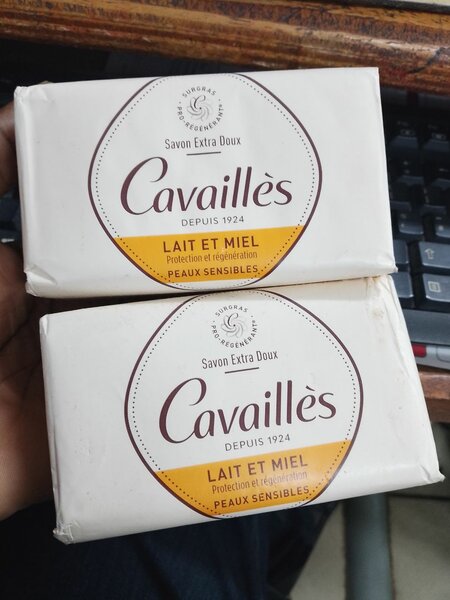 SURGRAS
PRO-RÉGÉNÉRANT
Savon Extra Doux
Cavaillès
DEPUIS 1924
LAIT ET MIEL
Protection et régénération
PEAUX SENSIBLES
SURGRAS
PRO-RÉGÉNÉRANT
Savon Extra Doux
Cavaillès
DEPUIS 1924
LAIT ET MIEL
Protection et régénération
PEAUX SENSIBLES